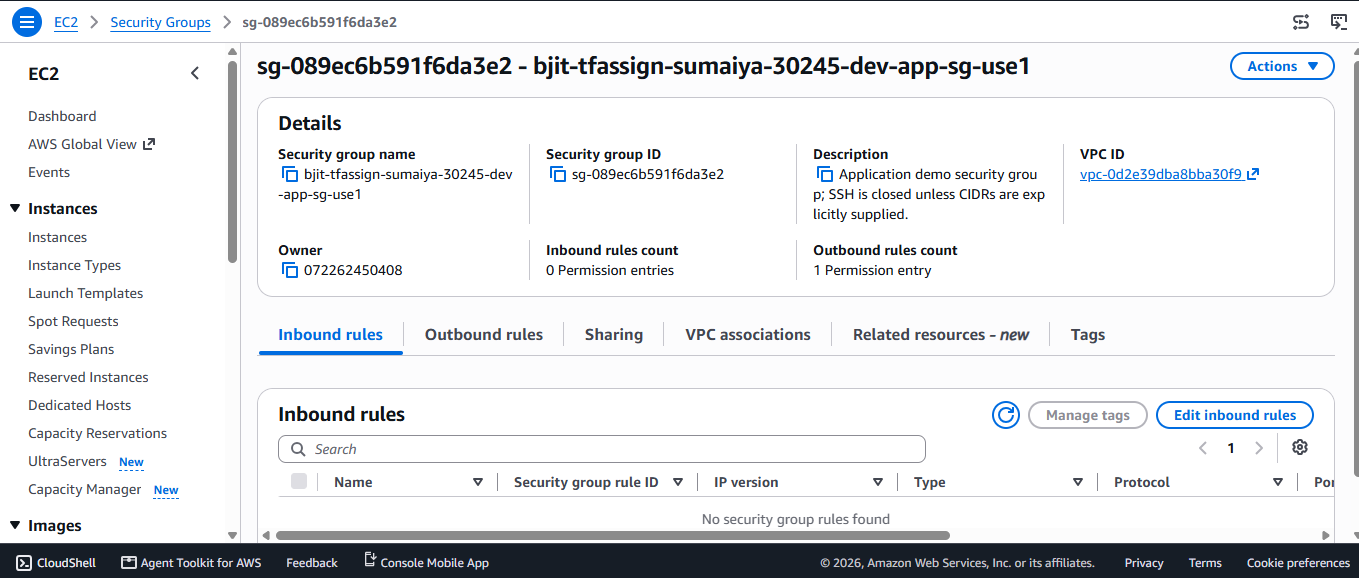 EC2 > Security Groups > sg-089ec6b591f6da3e2
EC2
Dashboard
AWS Global View
Events
Instances
Instances
Instance Types
Launch Templates
Spot Requests
Savings Plans
Reserved Instances
Dedicated Hosts
Capacity Reservations
UltraServers New
Capacity Manager New
Images
sg-089ec6b591f6da3e2 - bjit-tfassign-sumaiya-30245-dev-app-sg-use1
Actions
Details
Security group name
bjit-tfassign-sumaiya-30245-dev
-app-sg-use1
Security group ID
sg-089ec6b591f6da3e2
Description
Application demo security grou
p; SSH is closed unless CIDRs are exp
licitly supplied.
VPC ID
vpc-0d2e39dba8bba30f9
Owner
072262450408
Inbound rules count
0 Permission entries
Outbound rules count
1 Permission entry
Inbound rules
Outbound rules
Sharing
VPC associations
Related resources - new
Tags
Inbound rules
Manage tags
Edit inbound rules
Search
1
Name
Security group rule ID
IP version
Type
Protocol
Por
No security group rules found
CloudShell
Agent Toolkit for AWS
Feedback
Console Mobile App
© 2026, Amazon Web Services, Inc. or its affiliates.
Privacy
Terms
Cookie preferences